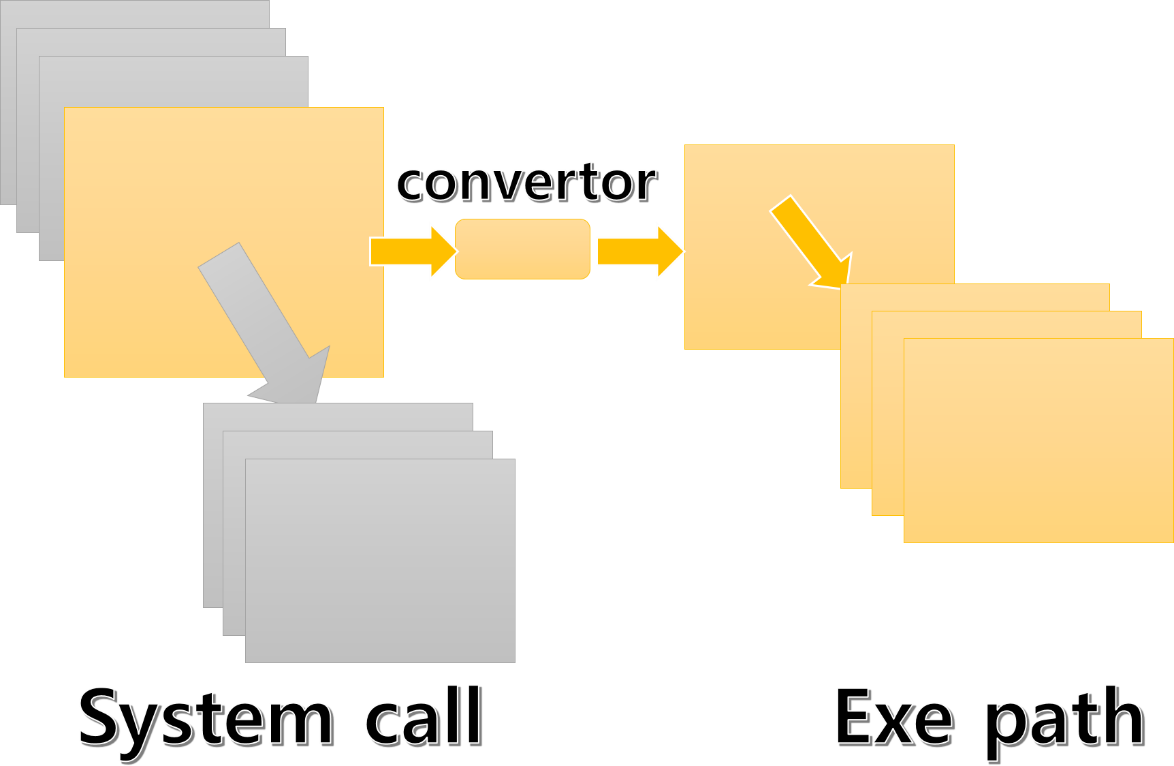 convertor
System call
Exe path